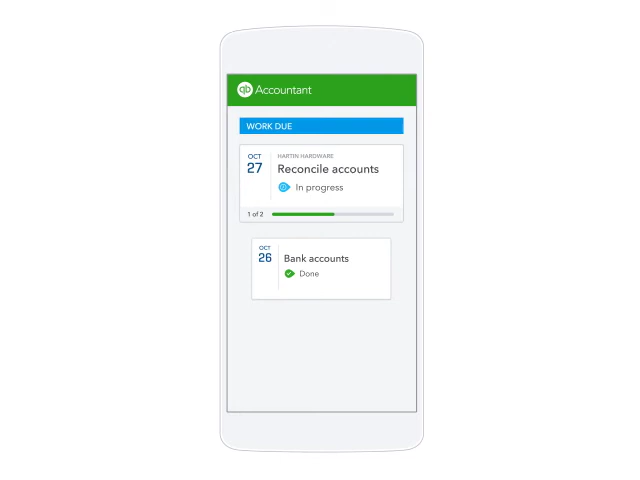 qb Accountant
WORK DUE
OCT
27
HARTIN HARDWARE
Reconcile accounts
In progress
1 of 2
OCT
26
Bank accounts
Done